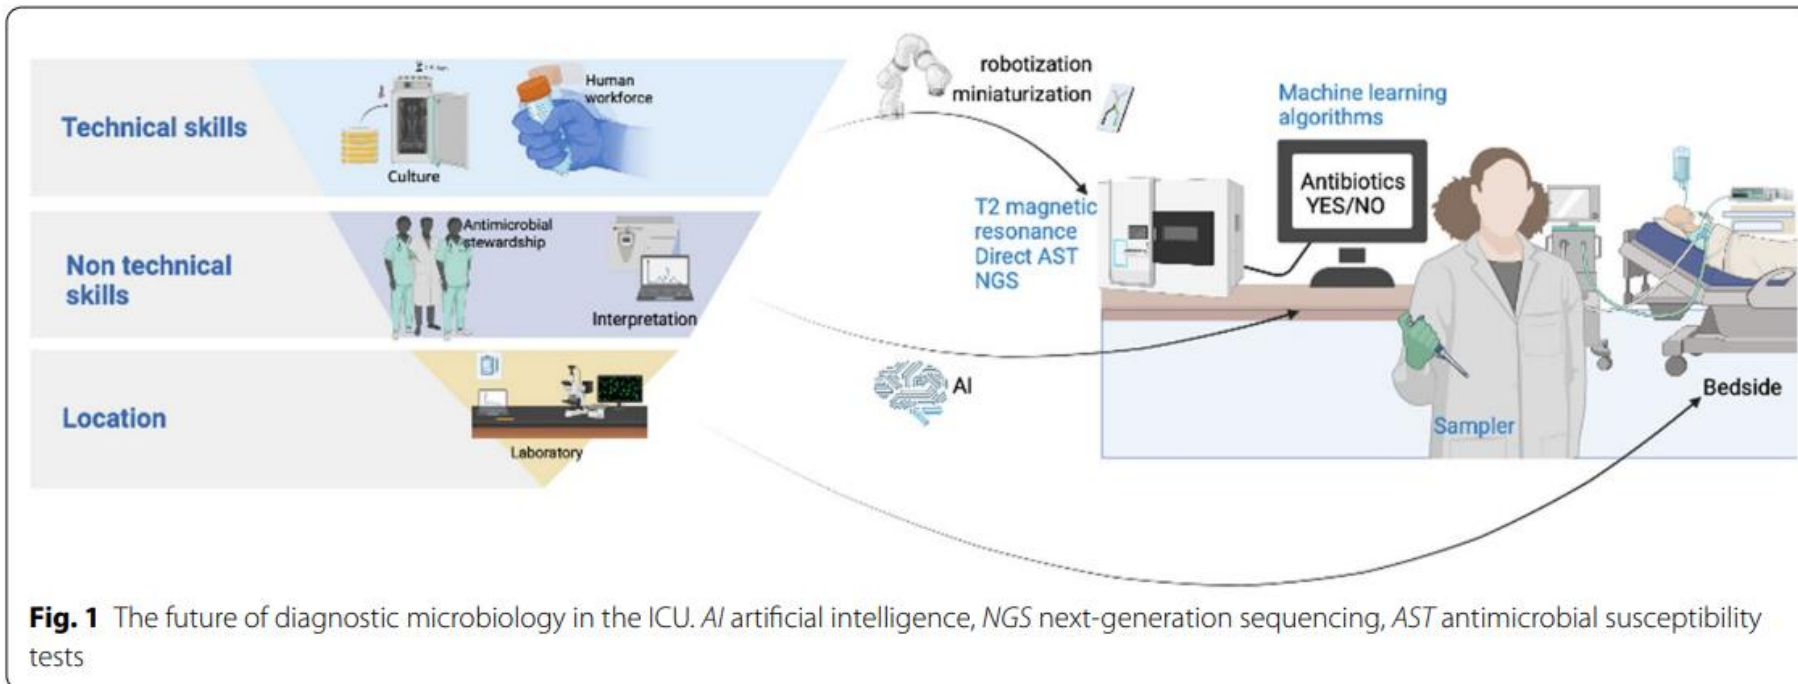 Technical skills
Culture
Human
workforce
Non technical
skills
Antimicrobial
stewardship
Interpretation
Location
Laboratory
robotization
miniaturization
T2 magnetic
resonance
Direct AST
NGS
AI
Machine learning
algorithms
Antibiotics
YES/NO
Sampler
Bedside
Fig. 1 The future of diagnostic microbiology in the ICU. AI artificial intelligence, NGS next-generation sequencing, AST antimicrobial susceptibility
tests